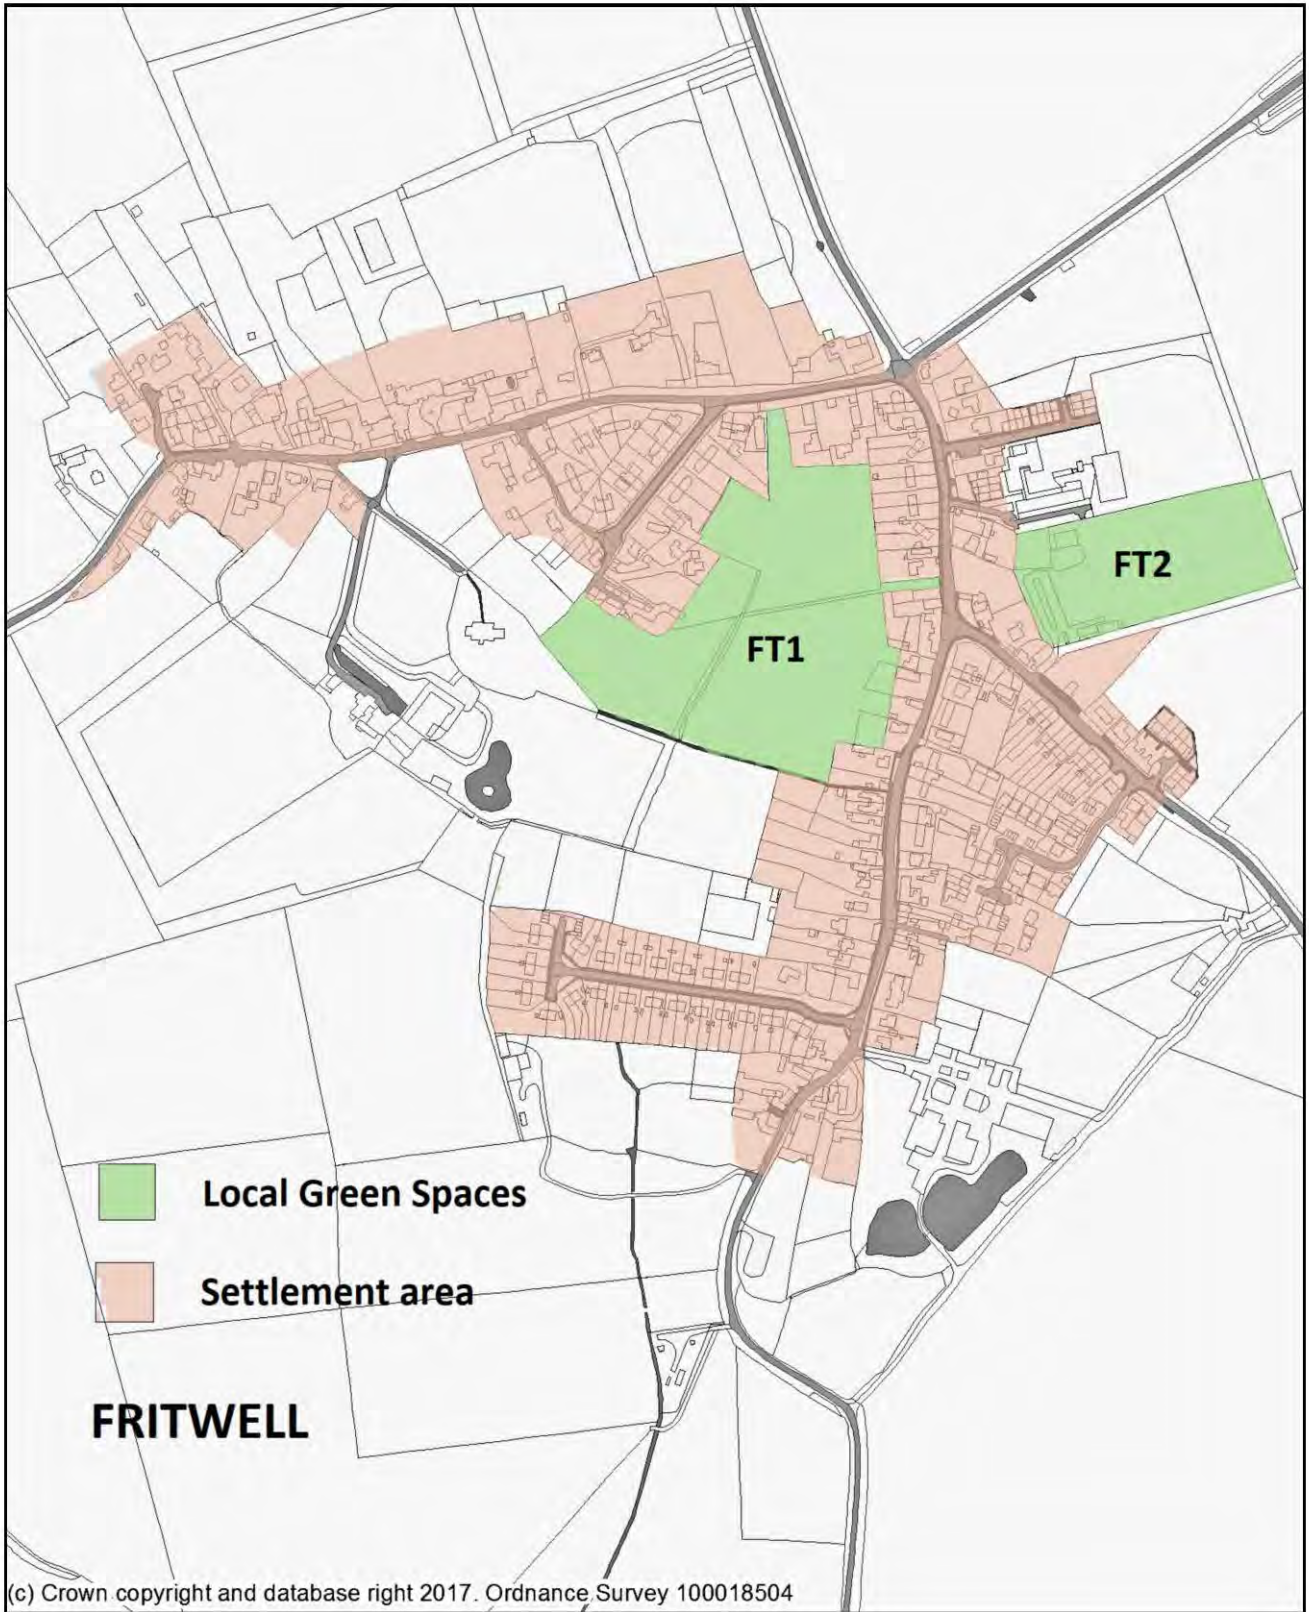 FT2
FT1
Local Green Spaces
Settlement area
FRITWELL
(c) Crown copyright and database right 2017. Ordnance Survey 100018504